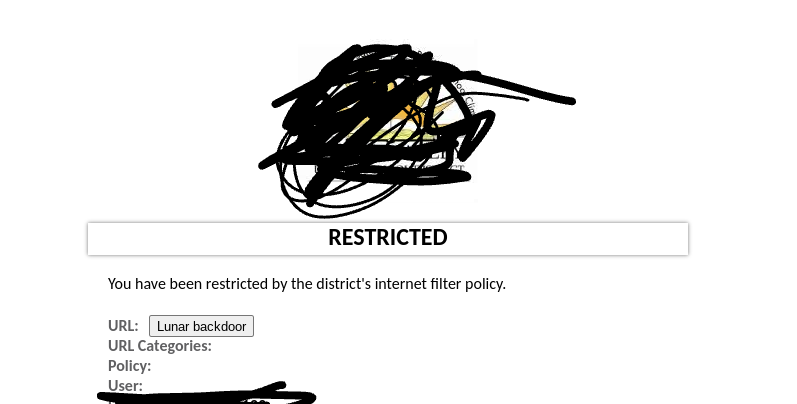 RESTRICTED
You have been restricted by the district's internet filter policy.
URL: Lunar backdoor
URL Categories:
Policy:
User: